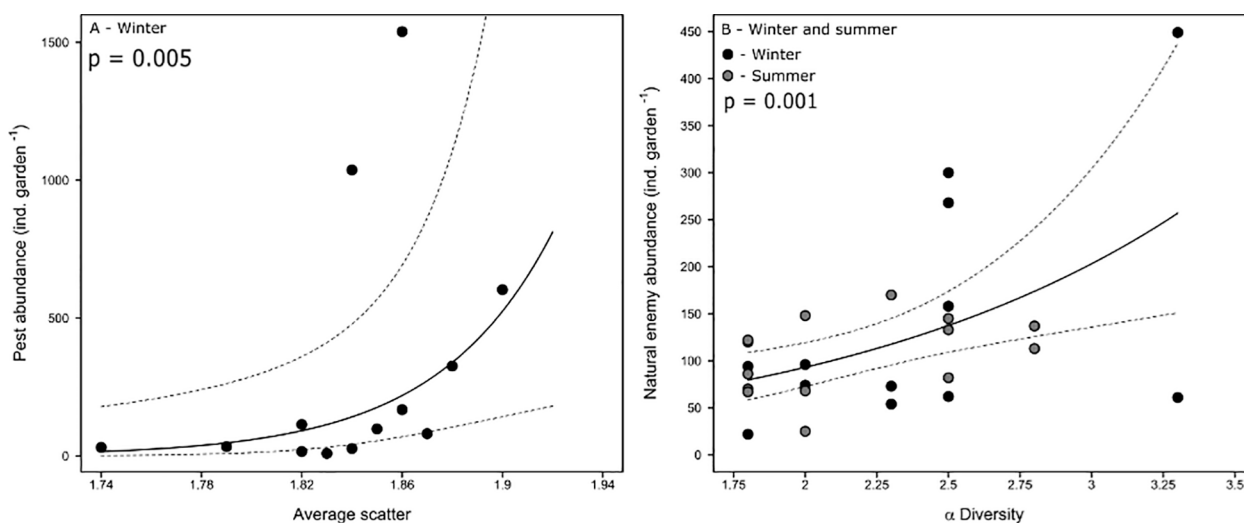 A - Winter
p = 0.005
Pest abundance (ind. garden ⁻¹)
1500
1000
500
0
1.74
1.78
1.82
1.86
1.9
1.94
Average scatter
B - Winter and summer
- Winter
- Summer
p = 0.001
Natural enemy abundance (ind. garden ⁻¹)
450
400
350
300
250
200
150
100
50
0
1.75
2
2.25
2.5
2.75
3
3.25
3.5
α Diversity